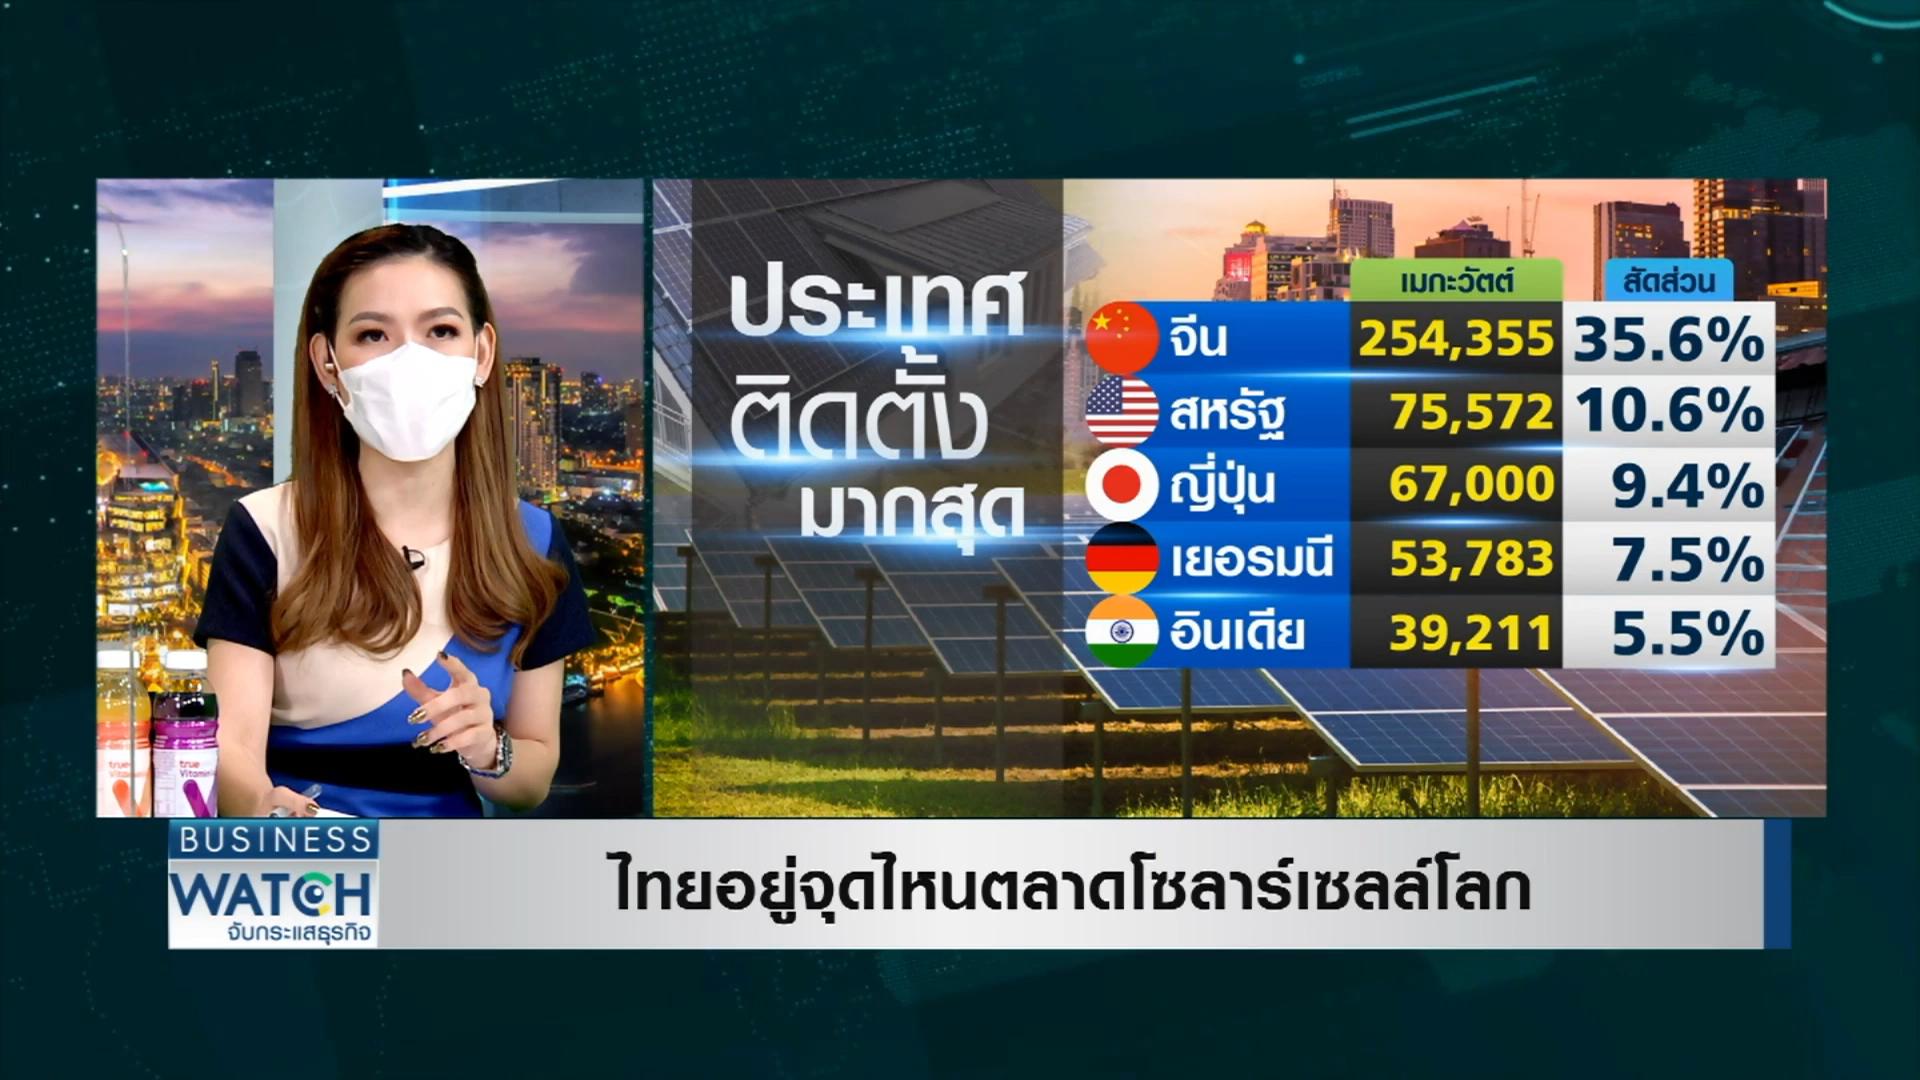 ประเทศ
ติดตั้ง
มากสุด
เมกะวัตต์ สัดส่วน
จีน 254,355 35.6%
สหรัฐ 75,572 10.6%
ญี่ปุ่น 67,000 9.4%
เยอรมนี 53,783 7.5%
อินเดีย 39,211 5.5%
true
Vitamin
true
Vitamin
BUSINESS
WATCH
จับกระแสธุรกิจ
ไทยอยู่จุดไหนตลาดโซลาร์เซลล์โลก